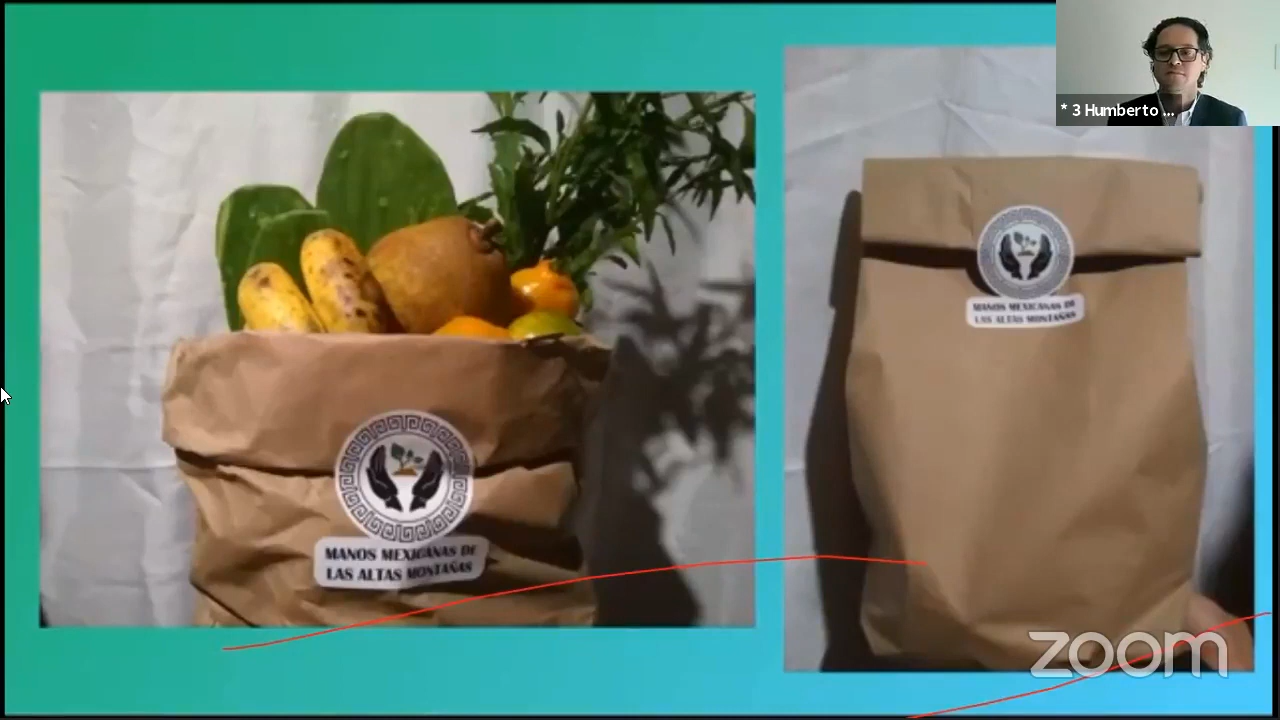 * 3 Humberto ...
MANOS MEXICANAS DE
LAS ALTAS MONTAÑAS
MANOS MEXICANAS DE
LAS ALTAS MONTAÑAS
zoom